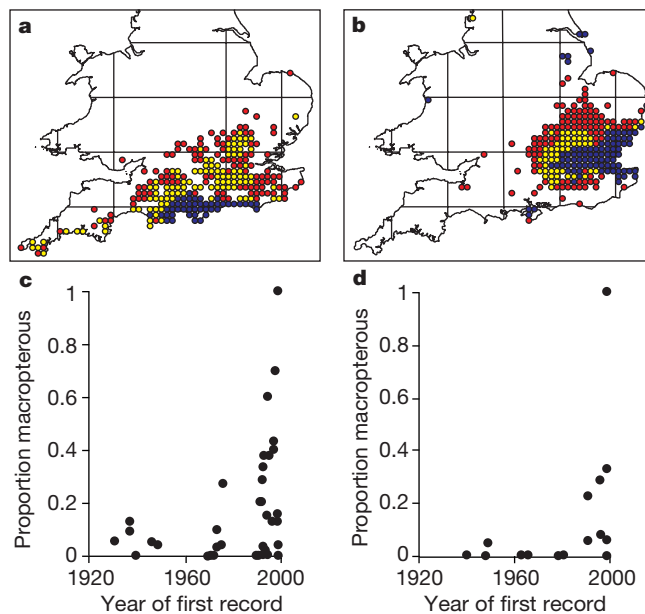 a
b
c
d
1
0.8
0.6
0.4
0.2
0
Proportion macropterous
1920
1960
2000
Year of first record
1
0.8
0.6
0.4
0.2
0
Proportion macropterous
1920
1960
2000
Year of first record